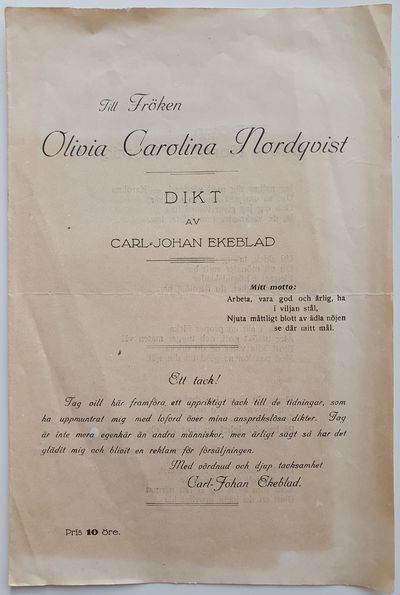 Till Fröken
Olivia Carolina Nordqvist
DIKT
AV
CARL-JOHAN EKEBLAD
Mitt motto:
Arbeta, vara god och ärlig, ha
i viljan stål,
Njuta måttligt blott av ädla nöjen
se där mitt mål.
Ett tack!
Jag vill här framföra ett uppriktigt tack till de tidningar, som
ha uppmuntrat mig med loford över mina anspråkslösa dikter. Jag
är inte mera egenkär än andra människor, men ärligt sagt så har det
glädit mig och blivit en reklam för försäljningen.
Med vördnad och djup tacksamhet
Carl-Johan Ekeblad.
Pris 10 öre.